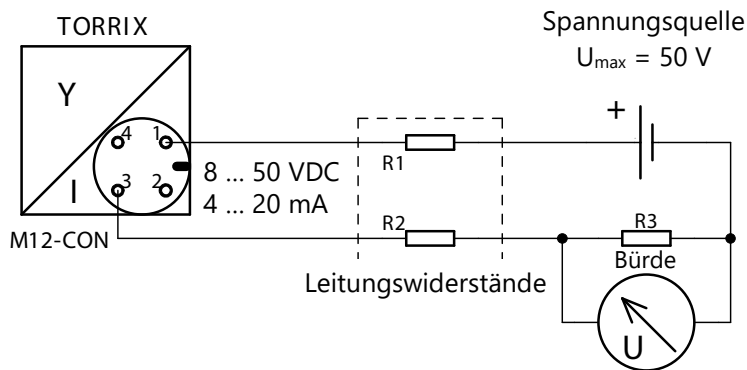 TORRIX
Spannungsquelle
Umax = 50 V
Y
I
4
1
3
2
+
8 ... 50 VDC
4 ... 20 mA
R1
R2
R3
M12-CON
Bürde
Leitungswiderstände
U